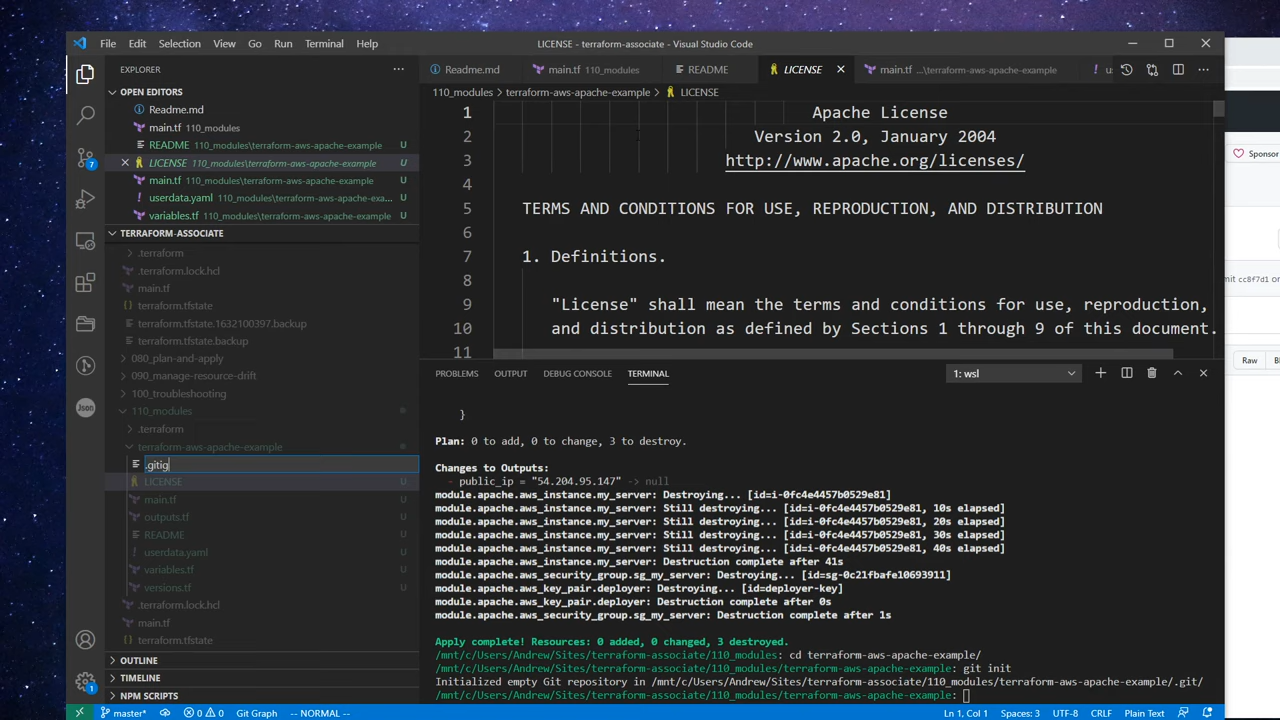 File Edit Selection View Go Run Terminal Help
LICENSE - terraform-associate - Visual Studio Code
EXPLORER
OPEN EDITORS
Readme.md
main.tf 110_modules
README 110_modules\terraform-aws-apache-example
LICENSE 110_modules\terraform-aws-apache-example
main.tf 110_modules\terraform-aws-apache-example
userdata.yaml 110_modules\terraform-aws-apache-exa...
variables.tf 110_modules\terraform-aws-apache-example
TERRAFORM-ASSOCIATE
.terraform
.terraform.lock.hcl
main.tf
terraform.tfstate
terraform.tfstate.1632100397.backup
terraform.tfstate.backup
080_plan-and-apply
090_manage-resource-drift
100_troubleshooting
110_modules
.terraform
terraform-aws-apache-example
.gitig
LICENSE U
main.tf U
outputs.tf U
README U
userdata.yaml U
variables.tf U
versions.tf U
.terraform.lock.hcl U
main.tf U
terraform.tfstate U
OUTLINE
TIMELINE
NPM SCRIPTS
7
Json
1
Readme.md main.tf 110_modules README LICENSE main.tf ...\terraform-aws-apache-example
110_modules > terraform-aws-apache-example > LICENSE
1 Apache License
2 Version 2.0, January 2004
3 http://www.apache.org/licenses/
4
5 TERMS AND CONDITIONS FOR USE, REPRODUCTION, AND DISTRIBUTION
6
7 1. Definitions.
8
9 "License" shall mean the terms and conditions for use, reproduction,
10 and distribution as defined by Sections 1 through 9 of this document.
11
PROBLEMS OUTPUT DEBUG CONSOLE TERMINAL 1: wsl
}
Plan: 0 to add, 0 to change, 3 to destroy.
Changes to Outputs:
- public_ip = "54.204.95.147" -> null
module.apache.aws_instance.my_server: Destroying... [id=i-0fc4e4457b0529e81]
module.apache.aws_instance.my_server: Still destroying... [id=i-0fc4e4457b0529e81, 10s elapsed]
module.apache.aws_instance.my_server: Still destroying... [id=i-0fc4e4457b0529e81, 20s elapsed]
module.apache.aws_instance.my_server: Still destroying... [id=i-0fc4e4457b0529e81, 30s elapsed]
module.apache.aws_instance.my_server: Still destroying... [id=i-0fc4e4457b0529e81, 40s elapsed]
module.apache.aws_instance.my_server: Destruction complete after 41s
module.apache.aws_security_group.sg_my_server: Destroying... [id=sg-0c21fbafe10693911]
module.apache.aws_key_pair.deployer: Destroying... [id=deployer-key]
module.apache.aws_key_pair.deployer: Destruction complete after 0s
module.apache.aws_security_group.sg_my_server: Destruction complete after 1s
Apply complete! Resources: 0 added, 0 changed, 3 destroyed.
/mnt/c/Users/Andrew/Sites/terraform-associate/110_modules: cd terraform-aws-apache-example/
/mnt/c/Users/Andrew/Sites/terraform-associate/110_modules/terraform-aws-apache-example: git init
Initialized empty Git repository in /mnt/c/Users/Andrew/Sites/terraform-associate/110_modules/terraform-aws-apache-example/.git/
/mnt/c/Users/Andrew/Sites/terraform-associate/110_modules/terraform-aws-apache-example:
master* 0 0 Git Graph -- NORMAL -- Ln 1, Col 1 Spaces: 3 UTF-8 CRLF Plain Text
Sponsor
cc8f7d1 on
Raw